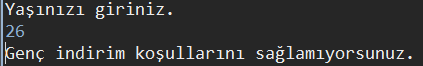 Yaşınızı giriniz.
26
Genç indirim koşullarını sağlamıyorsunuz.